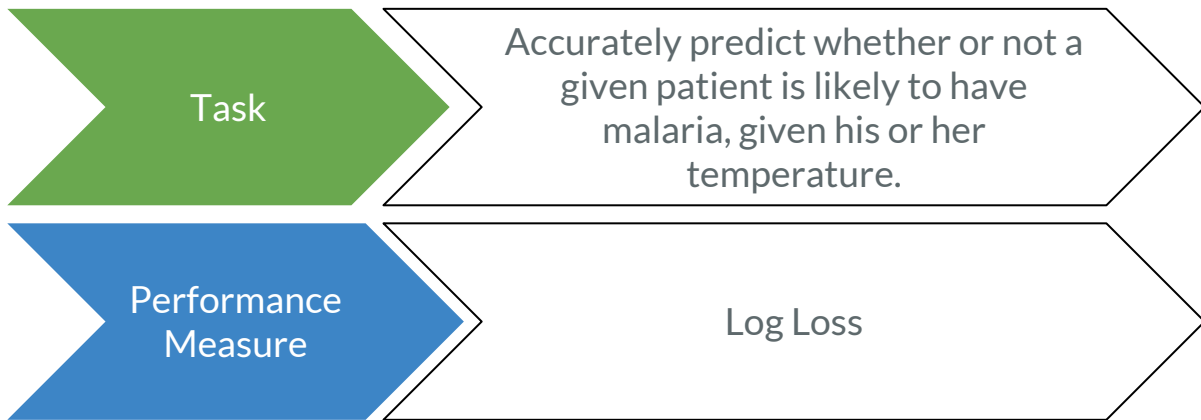 Task
Accurately predict whether or not a
given patient is likely to have
malaria, given his or her
temperature.
Performance
Measure
Log Loss